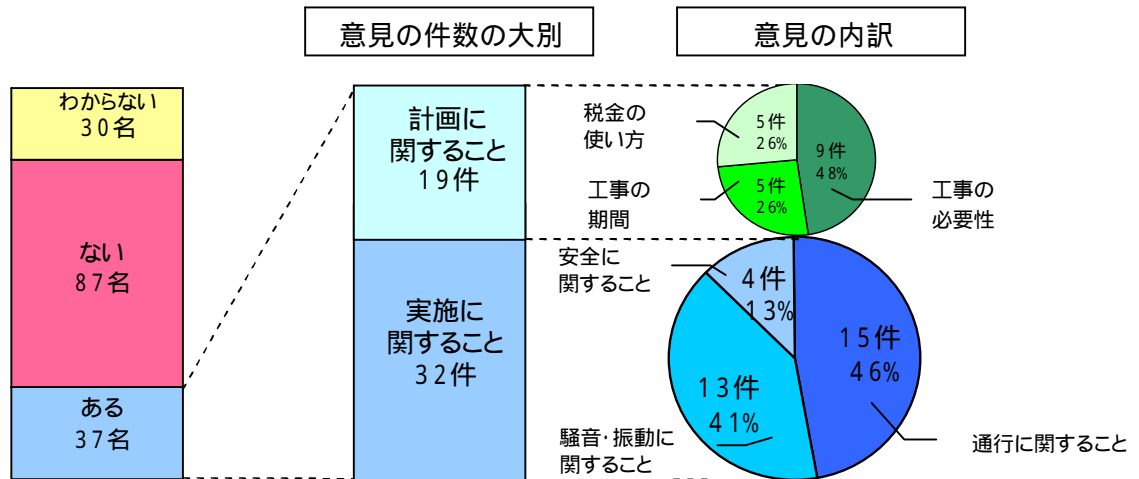 意見の件数の大別
意見の内訳
わからない
30名
ない
87名
ある
37名
計画に
関すること
19件
実施に
関すること
32件
税金の
使い方
5件
26%
9件
48%
工事の
期間
5件
26%
工事の
必要性
安全に
関すること
4件
13%
15件
46%
13件
41%
騒音・振動に
関すること
通行に関すること